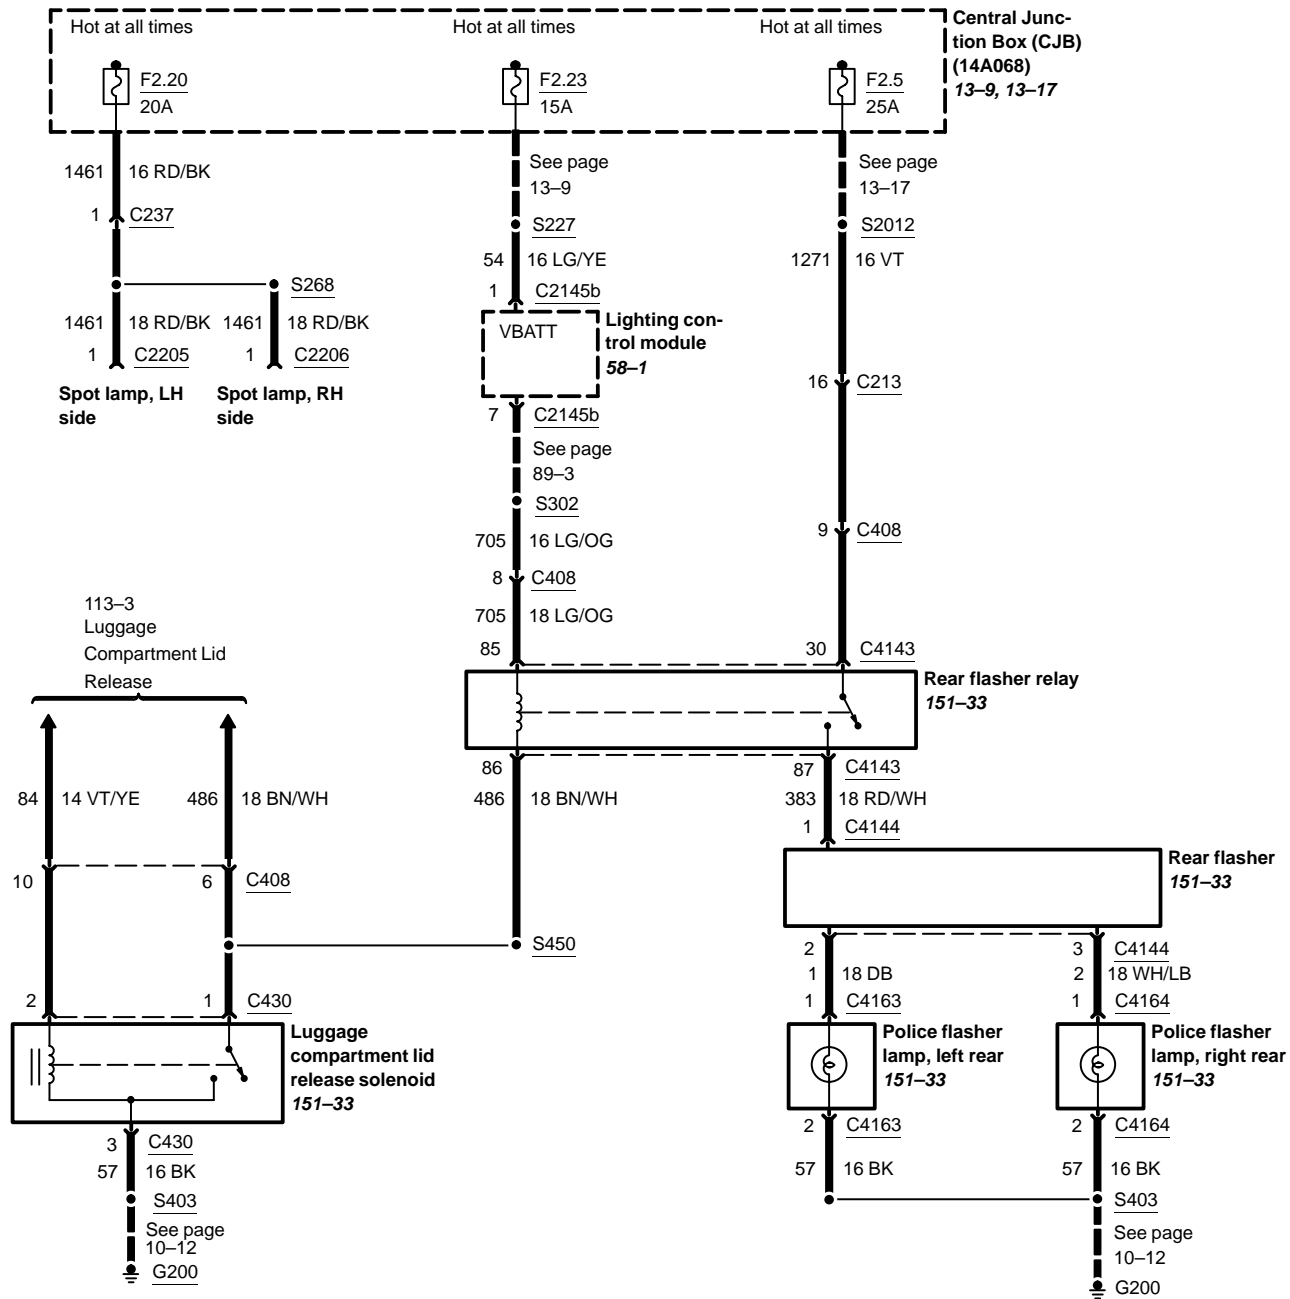 Hot at all times
Hot at all times
Hot at all times
Central Junc-
tion Box (CJB)
(14A068)
13–9, 13–17
F2.20
20A
F2.23
15A
F2.5
25A
1461 16 RD/BK
See page
13–9
See page
13–17
1 C237
S227
S2012
54 16 LG/YE
1271 16 VT
S268
1 C2145b
1461 18 RD/BK
1461 18 RD/BK
VBATT
Lighting con-
trol module
58–1
1 C2205
1 C2206
Spot lamp, LH
side
Spot lamp, RH
side
16 C213
7 C2145b
See page
89–3
S302
9 C408
705 16 LG/OG
8 C408
705 18 LG/OG
113–3
Luggage
Compartment Lid
Release
85
30 C4143
Rear flasher relay
151–33
86
87 C4143
84 14 VT/YE
486 18 BN/WH
486 18 BN/WH
383 18 RD/WH
1 C4144
Rear flasher
151–33
10
6 C408
S450
2
3 C4144
1 18 DB
2 18 WH/LB
2
1 C430
1 C4163
1 C4164
Luggage
compartment lid
release solenoid
151–33
Police flasher
lamp, left rear
151–33
Police flasher
lamp, right rear
151–33
3 C430
2 C4163
2 C4164
57 16 BK
57 16 BK
57 16 BK
S403
S403
See page
10–12
See page
10–12
G200
G200